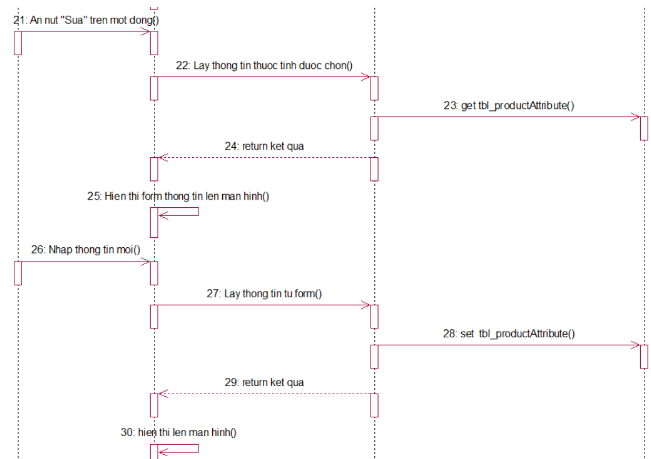 21: An nut "Sua" tren mot dong()
22: Lay thong tin thuoc tinh duoc chon()
23: get tbl_productAttribute()
24: return ket qua
25: Hien thi form thong tin len man hinh()
26: Nhap thong tin moi()
27: Lay thong tin tu form()
28: set tbl_productAttribute()
29: return ket qua
30: hien thi len man hinh()